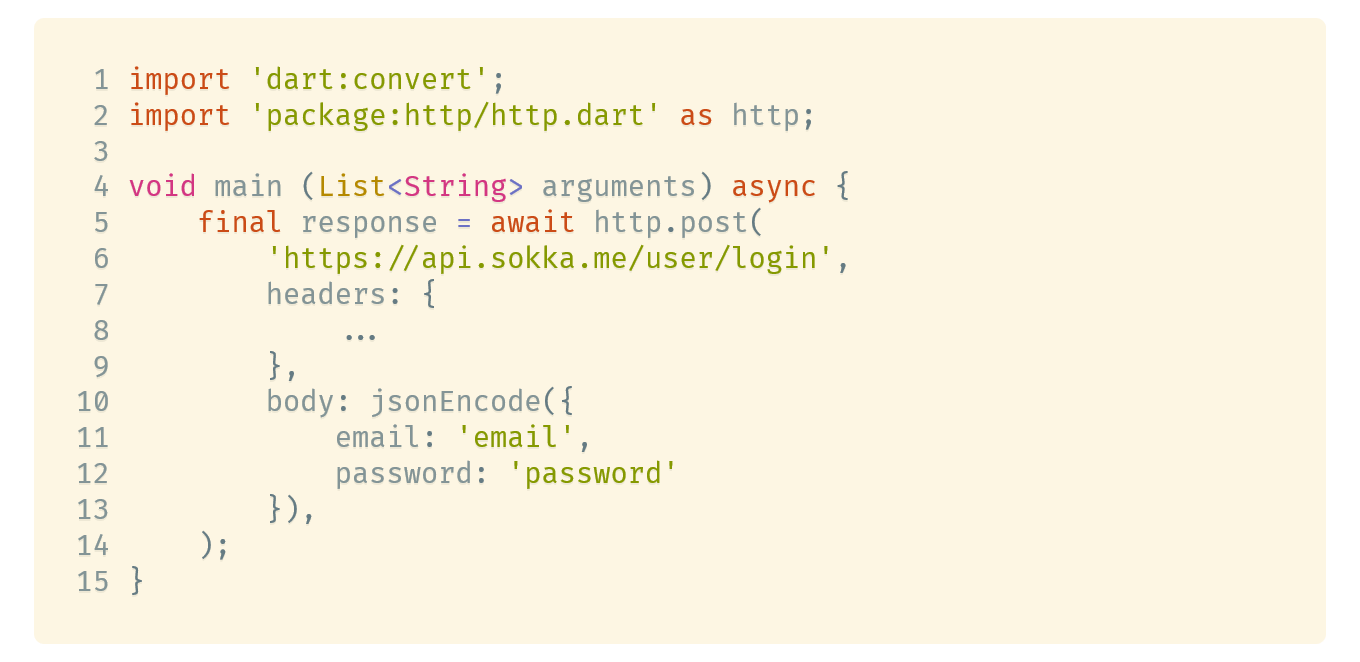 1 import 'dart:convert';
2 import 'package:http/http.dart' as http;
3
4 void main (List<String> arguments) async {
5     final response = await http.post(
6         'https://api.sokka.me/user/login',
7         headers: {
8             ...
9         },
10         body: jsonEncode({
11             email: 'email',
12             password: 'password'
13         }),
14     );
15 }